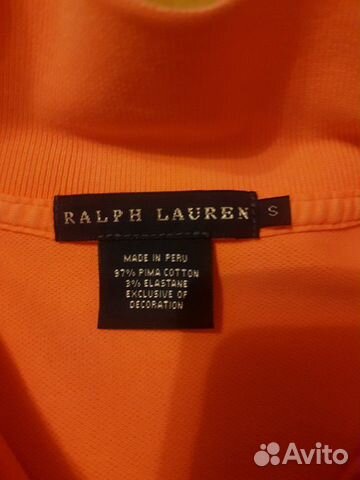 RALPH LAUREN
S
MADE IN PERU
97% PIMA COTTON
3% ELASTANE
EXCLUSIVE OF
DECORATION
Avito